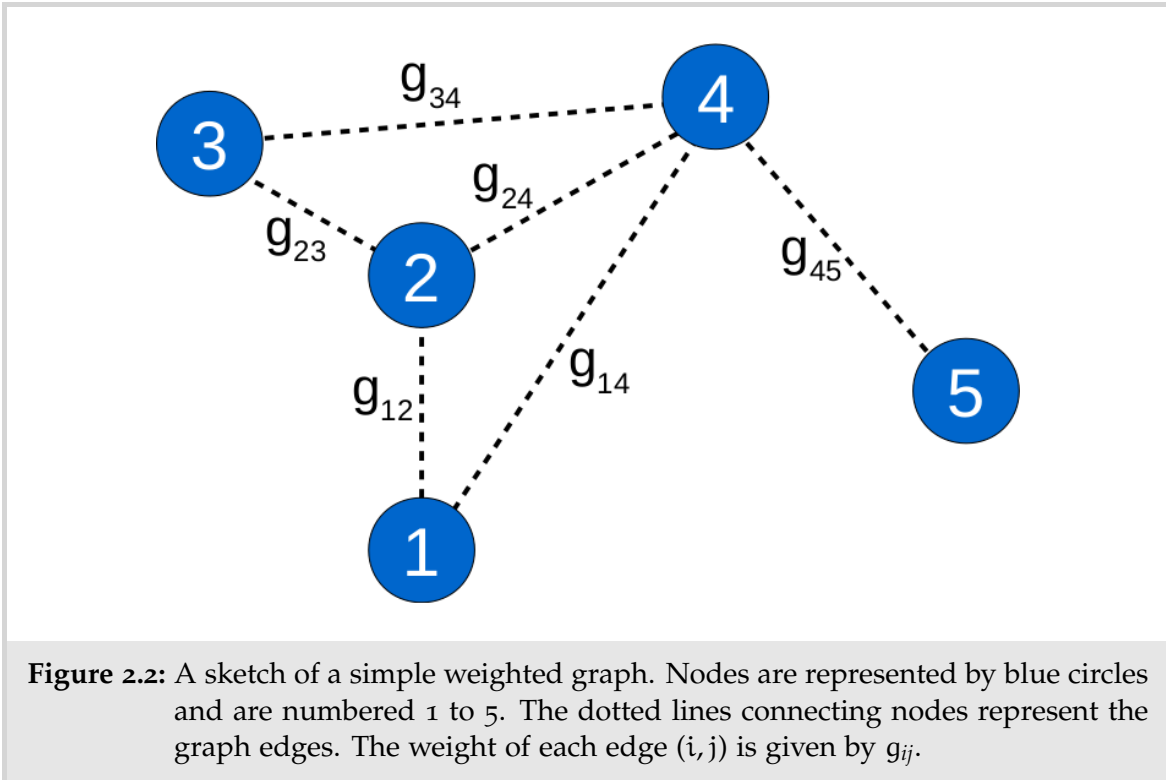 g34
4
3
g24
g23
g45
2
g14
g12
5
1
Figure 2.2: A sketch of a simple weighted graph. Nodes are represented by blue circles
and are numbered 1 to 5. The dotted lines connecting nodes represent the
graph edges. The weight of each edge (i, j) is given by gij.